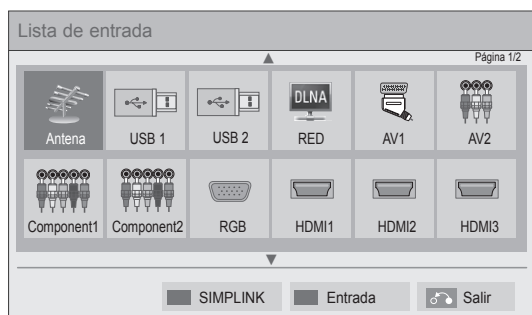 Lista de entrada
Página 1/2
DLNA
Antena USB 1 USB 2 RED AV1 AV2
Component1 Component2 RGB HDMI1 HDMI2 HDMI3
SIMPLINK Entrada Salir